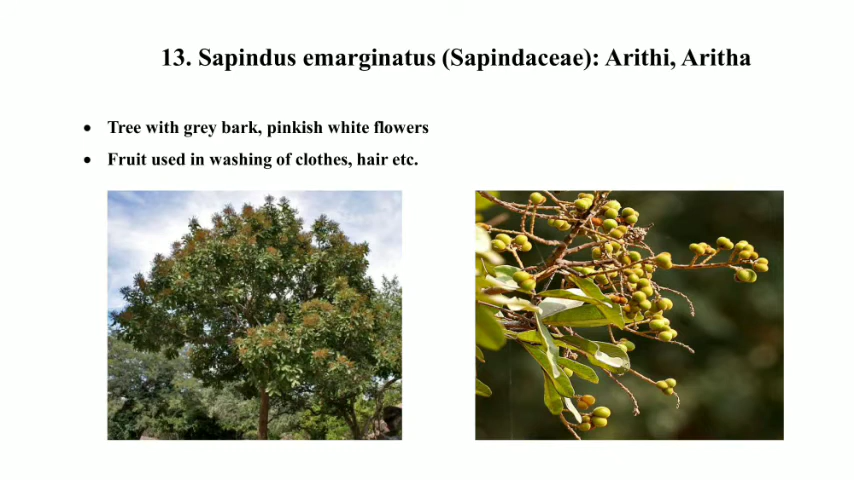 13. Sapindus emarginatus (Sapindaceae): Arithi, Aritha
• Tree with grey bark, pinkish white flowers
• Fruit used in washing of clothes, hair etc.